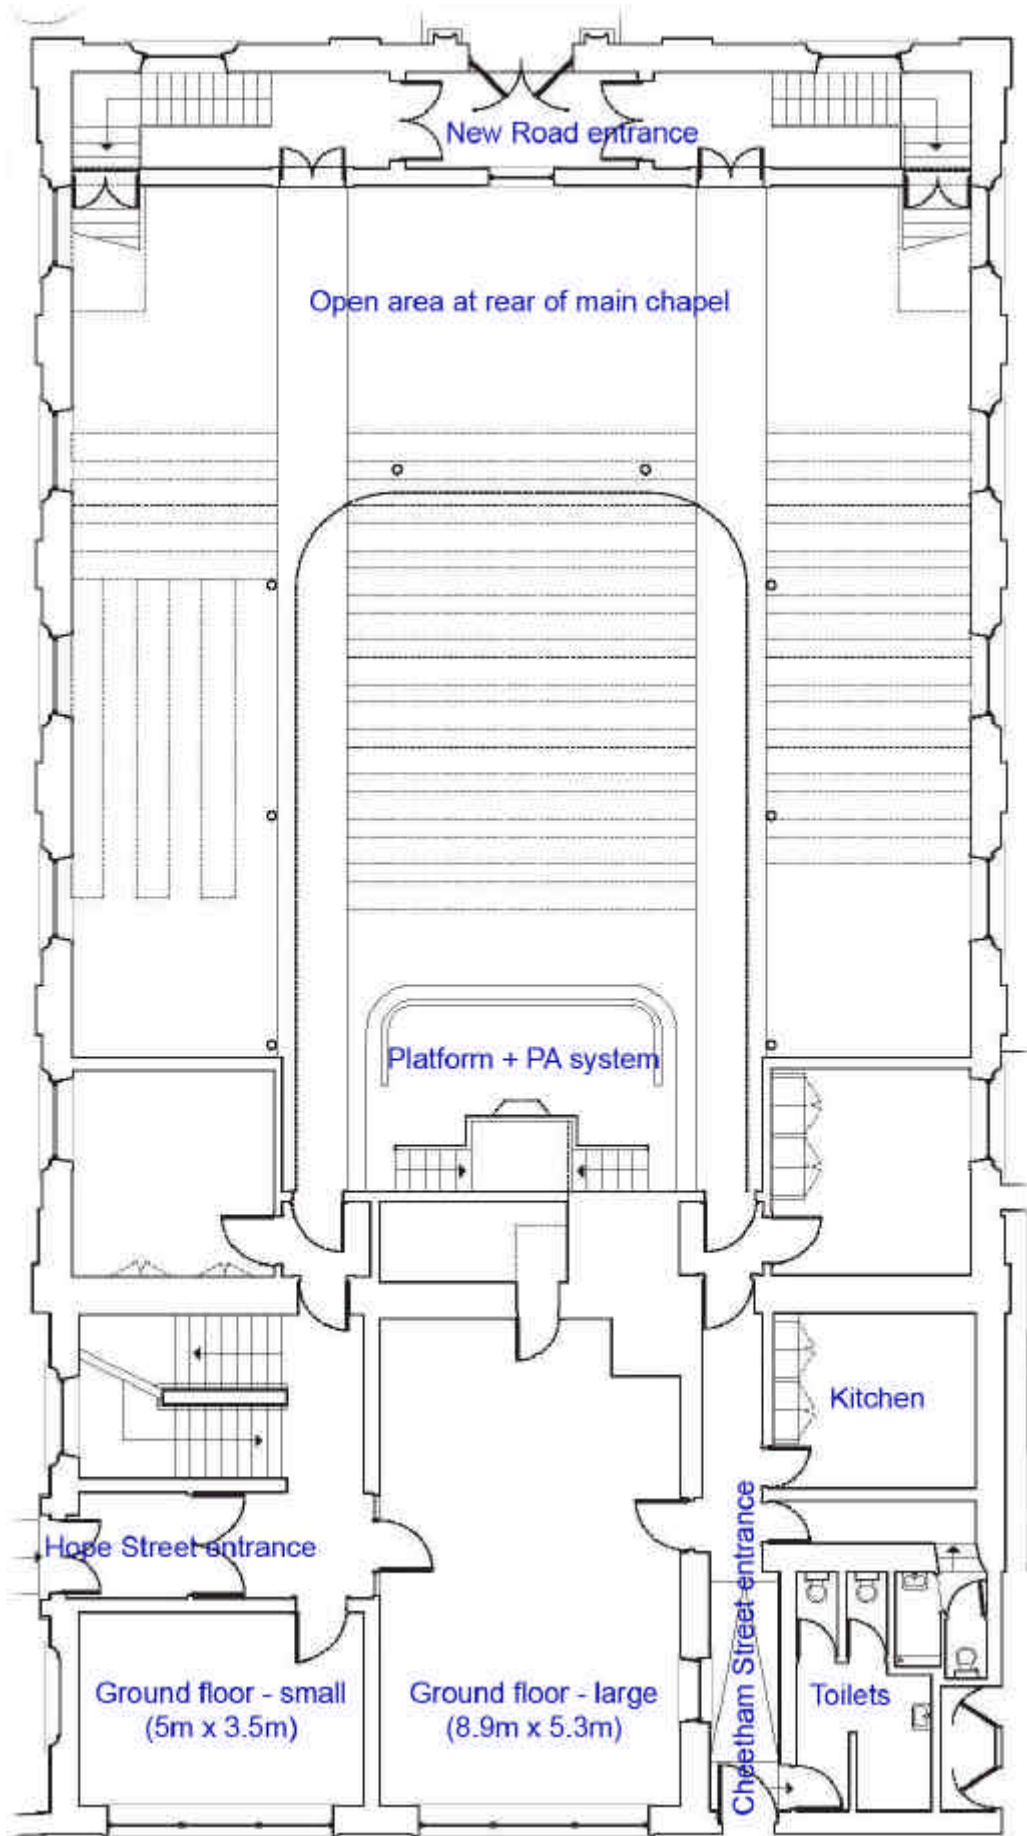 New Road entrance
Open area at rear of main chapel
Platform + PA system
Kitchen
Hope Street entrance
Cheetham Street entrance
Ground floor - small
(5m x 3.5m)
Ground floor - large
(8.9m x 5.3m)
Toilets